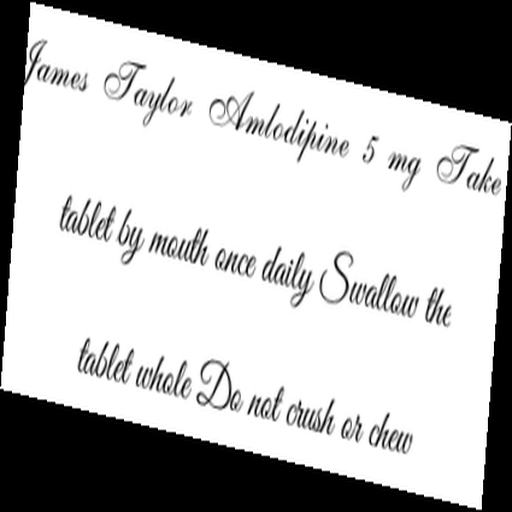 James Taylor Amlodipine 5 mg Take
tablet by mouth once daily Swallow the
tablet whole Do not crush or chew